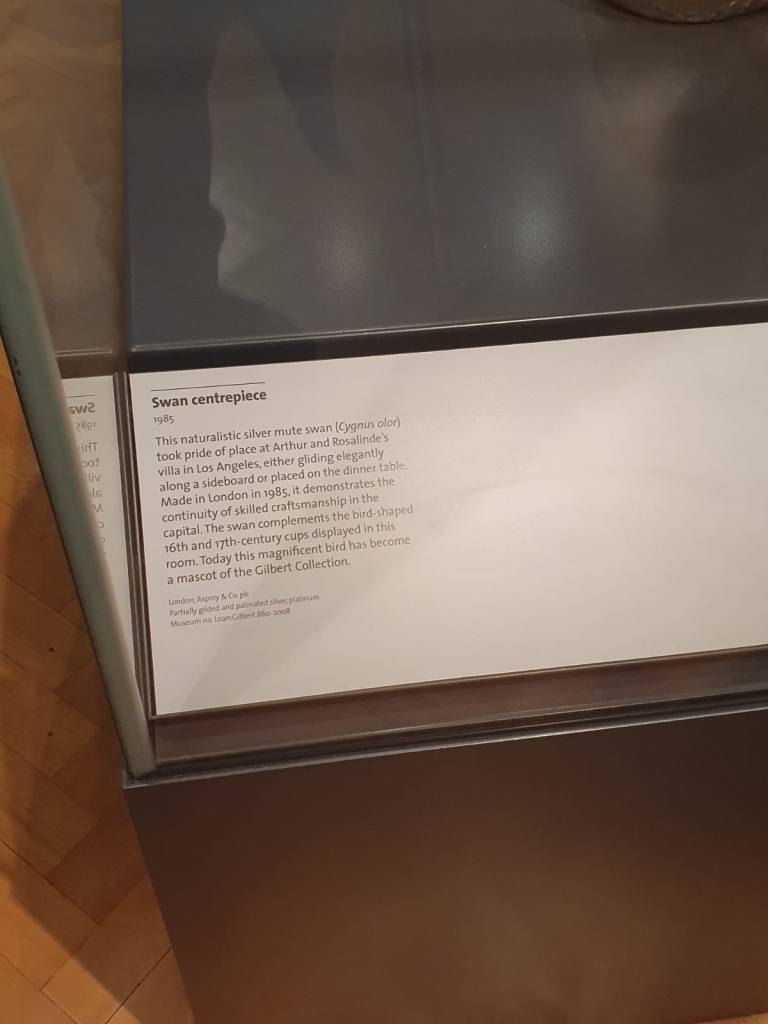 Swan centrepiece
1985
This naturalistic silver mute swan (Cygnus olor)
took pride of place at Arthur and Rosalinde's
villa in Los Angeles, either gliding elegantly
along a sideboard or placed on the dinner table.
Made in London in 1985, it demonstrates the
continuity of skilled craftsmanship in the
capital. The swan complements the bird-shaped
16th and 17th-century cups displayed in this
room. Today this magnificent bird has become
a mascot of the Gilbert Collection.
London, Asprey & Co. plc
Partially gilded and patinated silver, platinum
Museum no. Loan:Gilbert.860-2008